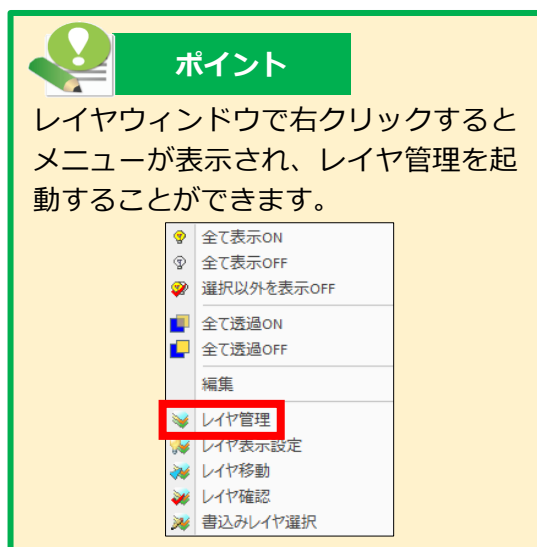 ポイント
レイヤウィンドウで右クリックすると
メニューが表示され、レイヤ管理を起
動することができます。
全て表示ON
全て表示OFF
選択以外を表示OFF
全て透過ON
全て透過OFF
編集
レイヤ管理
レイヤ表示設定
レイヤ移動
レイヤ確認
書込みレイヤ選択